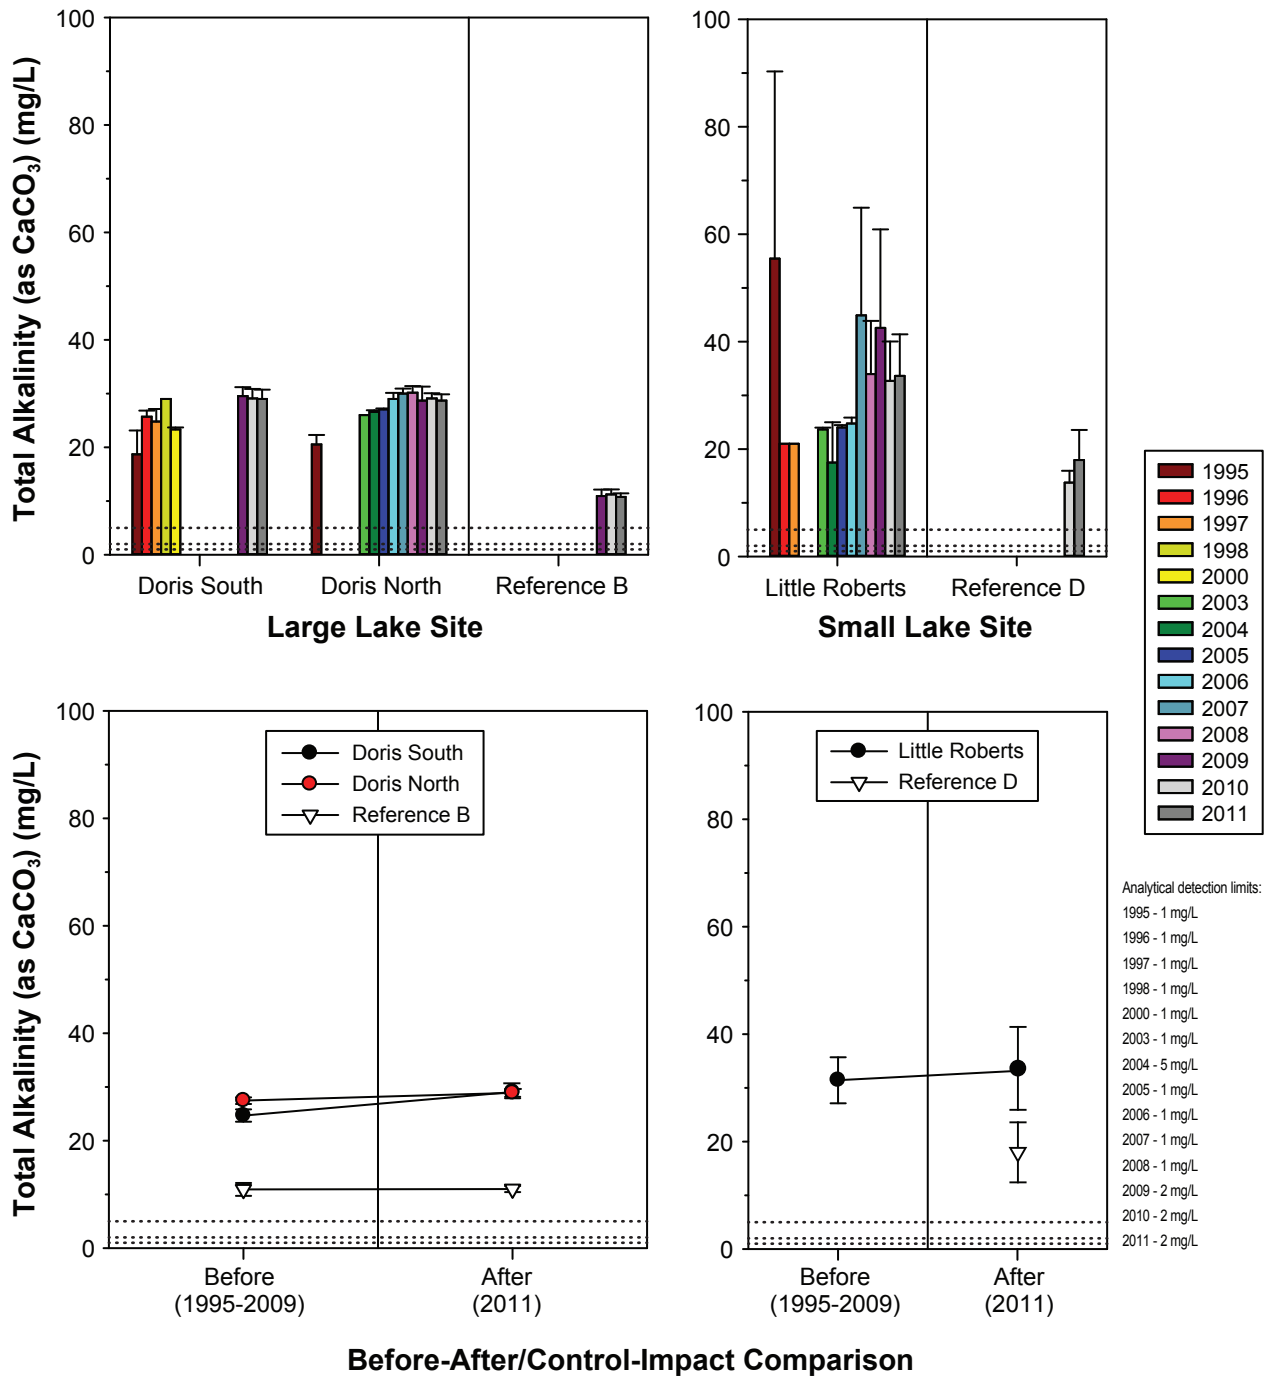 Total Alkalinity (as CaCO₃) (mg/L)
100
80
60
40
20
0
Doris South
Doris North
Reference B
Large Lake Site
100
80
60
40
20
0
Little Roberts
Reference D
Small Lake Site
1995
1996
1997
1998
2000
2003
2004
2005
2006
2007
2008
2009
2010
2011
Total Alkalinity (as CaCO₃) (mg/L)
100
80
60
40
20
0
Doris South
Doris North
Reference B
Before
(1995-2009)
After
(2011)
100
80
60
40
20
0
Little Roberts
Reference D
Before
(1995-2009)
After
(2011)
Analytical detection limits:
1995 - 1 mg/L
1996 - 1 mg/L
1997 - 1 mg/L
1998 - 1 mg/L
2000 - 1 mg/L
2003 - 1 mg/L
2004 - 5 mg/L
2005 - 1 mg/L
2006 - 1 mg/L
2007 - 1 mg/L
2008 - 1 mg/L
2009 - 2 mg/L
2010 - 2 mg/L
2011 - 2 mg/L
Before-After/Control-Impact Comparison